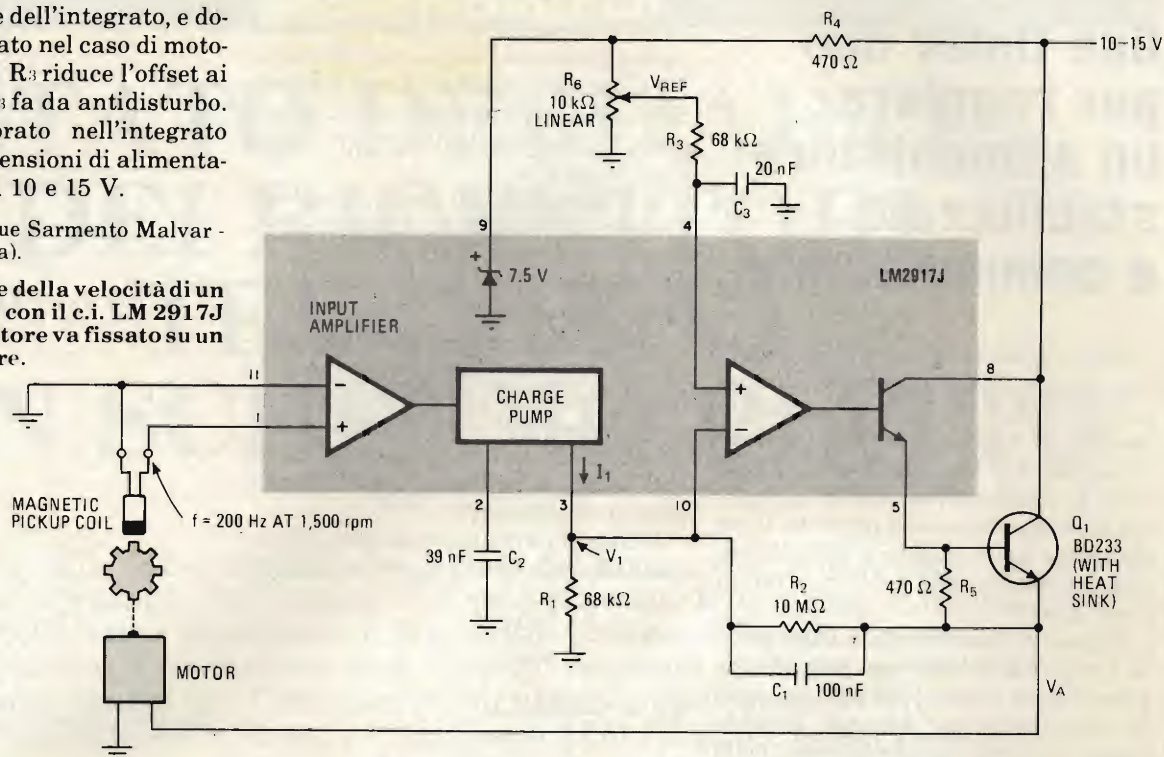 e dell'integrato, e do-
ato nel caso di moto-
R3 riduce l'offset ai
3 fa da antidisturbo.
rato nell'integrato
ensioni di alimenta-
10 e 15 V.
ue Sarmento Malvar -
a).
e della velocità di un
con il c.i. LM 2917J
tore va fissato su un
re.
R4
470 Ω
10-15 V
R6
10 kΩ
LINEAR
VREF
R3
68 kΩ
20 nF
C3
9
4
+
7.5 V
LM2917J
INPUT
AMPLIFIER
11
−
+
1
CHARGE
PUMP
+
−
8
I1
2
3
10
5
MAGNETIC
PICKUP COIL
f = 200 Hz AT 1,500 rpm
39 nF
C2
V1
R1
68 kΩ
R2
10 MΩ
C1
100 nF
470 Ω
R5
Q1
BD233
(WITH
HEAT
SINK)
MOTOR
VA